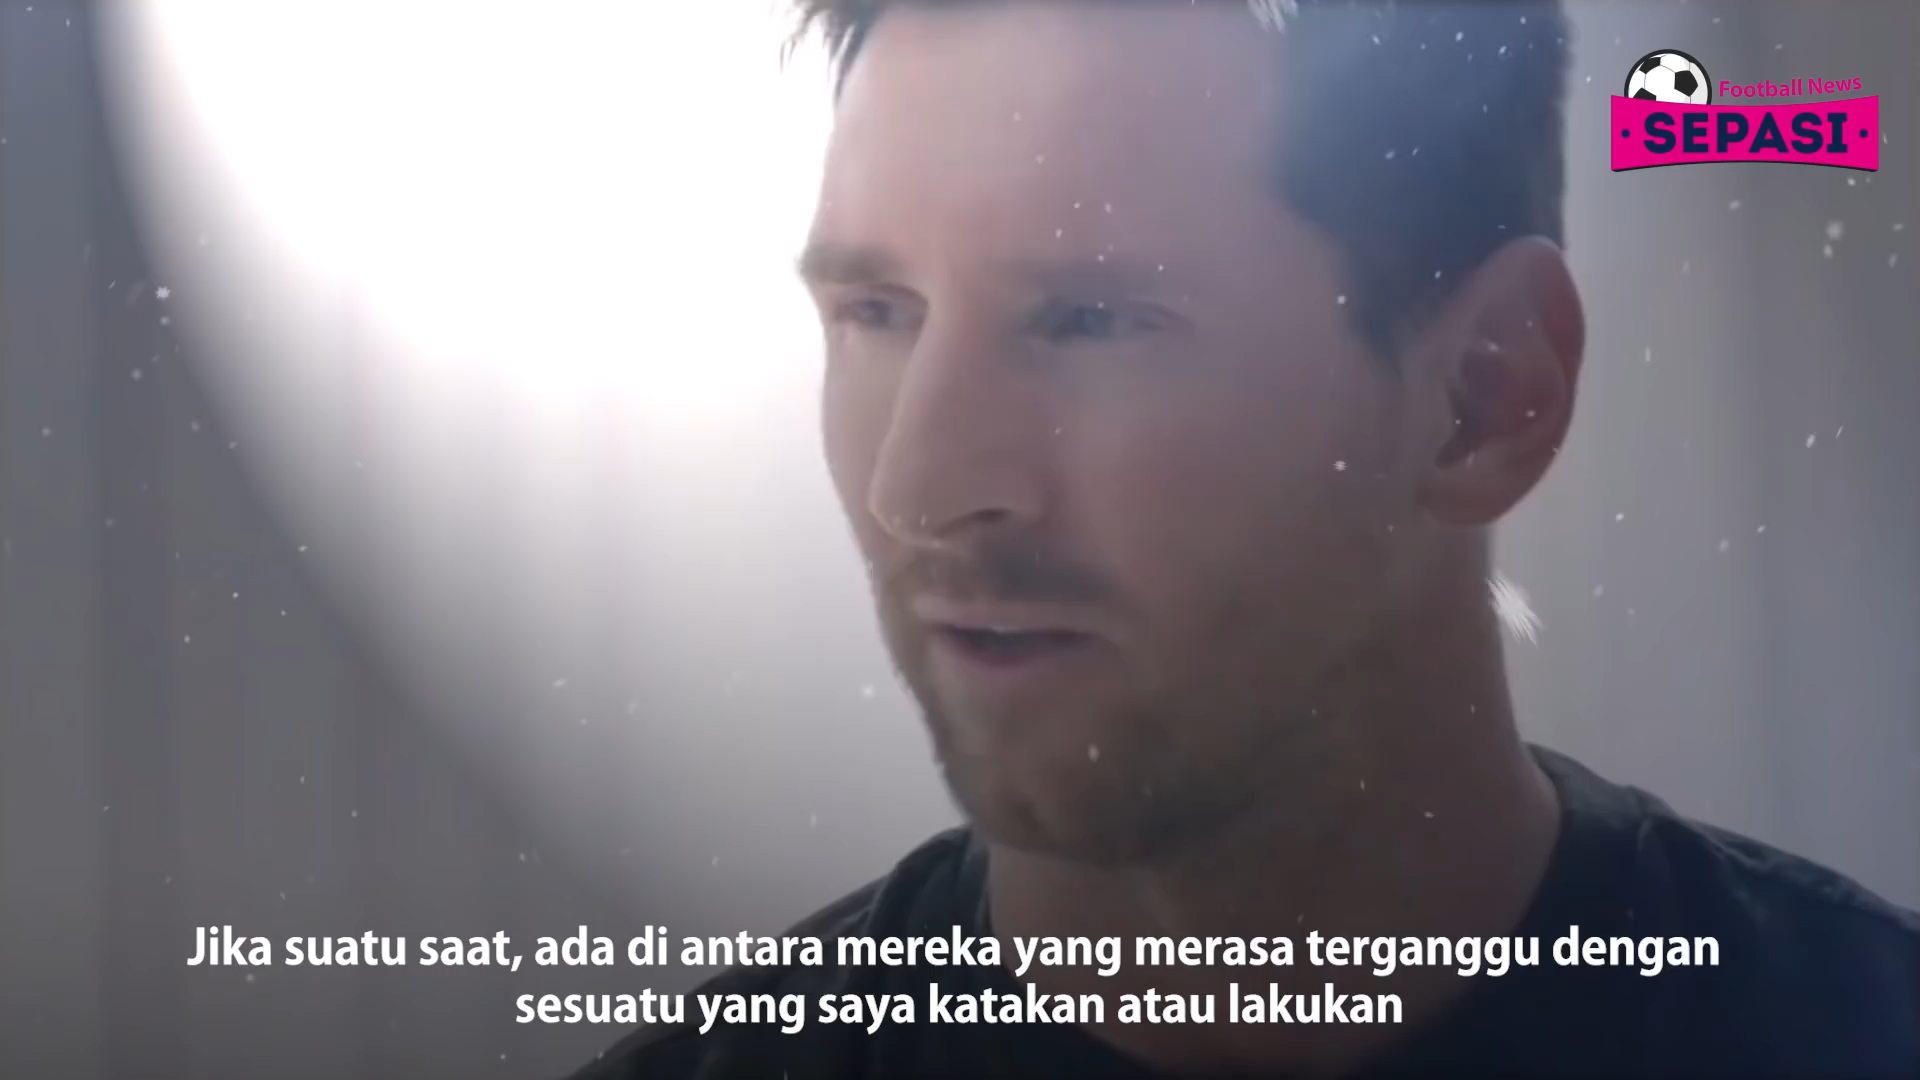 Football News
· SEPASI ·
Jika suatu saat, ada di antara mereka yang merasa terganggu dengan
sesuatu yang saya katakan atau lakukan